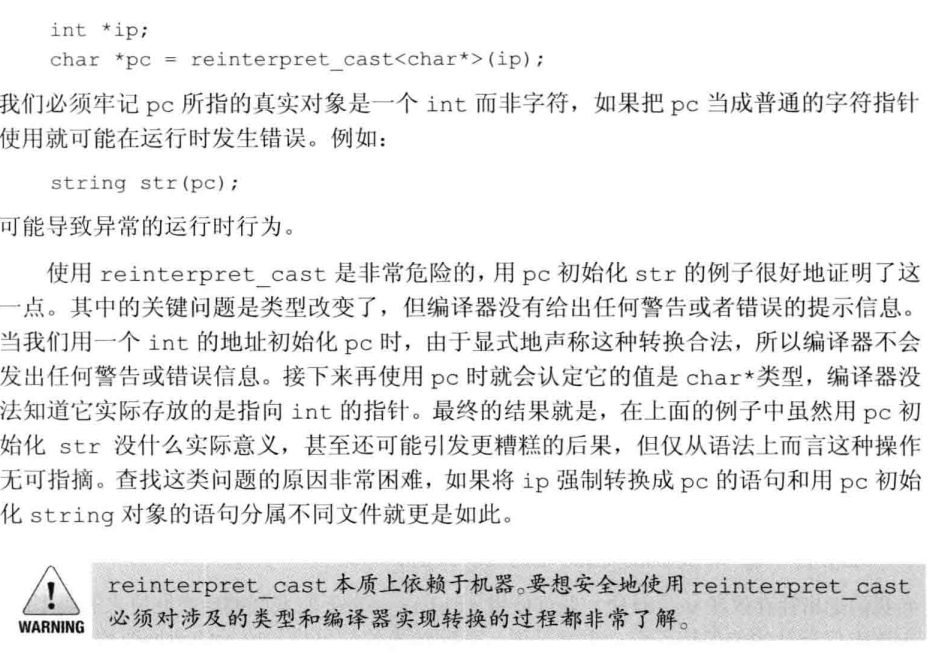 int *ip;
char *pc = reinterpret_cast<char*>(ip);
我们必须牢记 pc 所指的真实对象是一个 int 而非字符，如果把 pc 当成普通的字符指针
使用就可能在运行时发生错误。例如：
string str(pc);
可能导致异常的运行时行为。
使用 reinterpret_cast 是非常危险的，用 pc 初始化 str 的例子很好地证明了这
一点。其中的关键问题是类型改变了，但编译器没有给出任何警告或者错误的提示信息。
当我们用一个 int 的地址初始化 pc 时，由于显式地声称这种转换合法，所以编译器不会
发出任何警告或错误信息。接下来再使用 pc 时就会认定它的值是 char*类型，编译器没
法知道它实际存放的是指向 int 的指针。最终的结果就是，在上面的例子中虽然用 pc 初
始化 str 没什么实际意义，甚至还可能引发更糟糕的后果，但仅从语法上而言这种操作
无可指摘。查找这类问题的原因非常困难，如果将 ip 强制转换成 pc 的语句和用 pc 初始
化 string 对象的语句分属不同文件就更是如此。
reinterpret_cast 本质上依赖于机器。要想安全地使用 reinterpret_cast
必须对涉及的类型和编译器实现转换的过程都非常了解。
WARNING